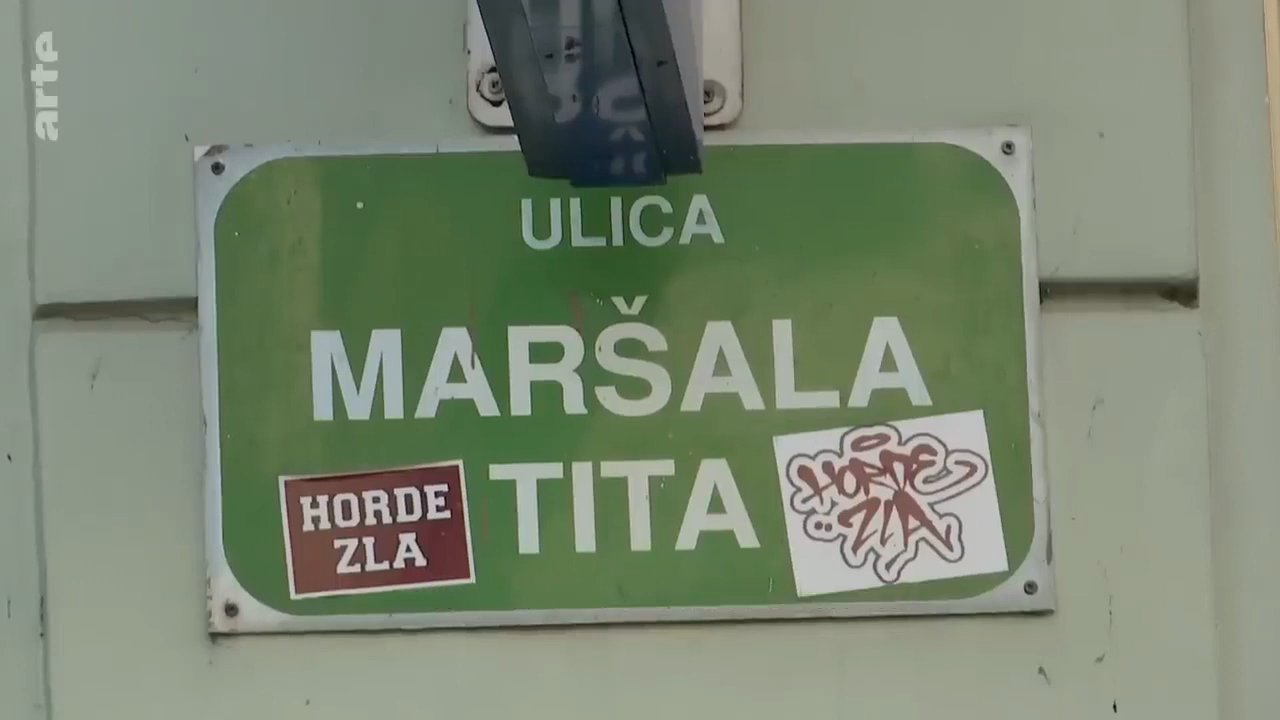 arte
ULICA
MARŠALA
TITA
HORDE
ZLA
HORDE
ZLA